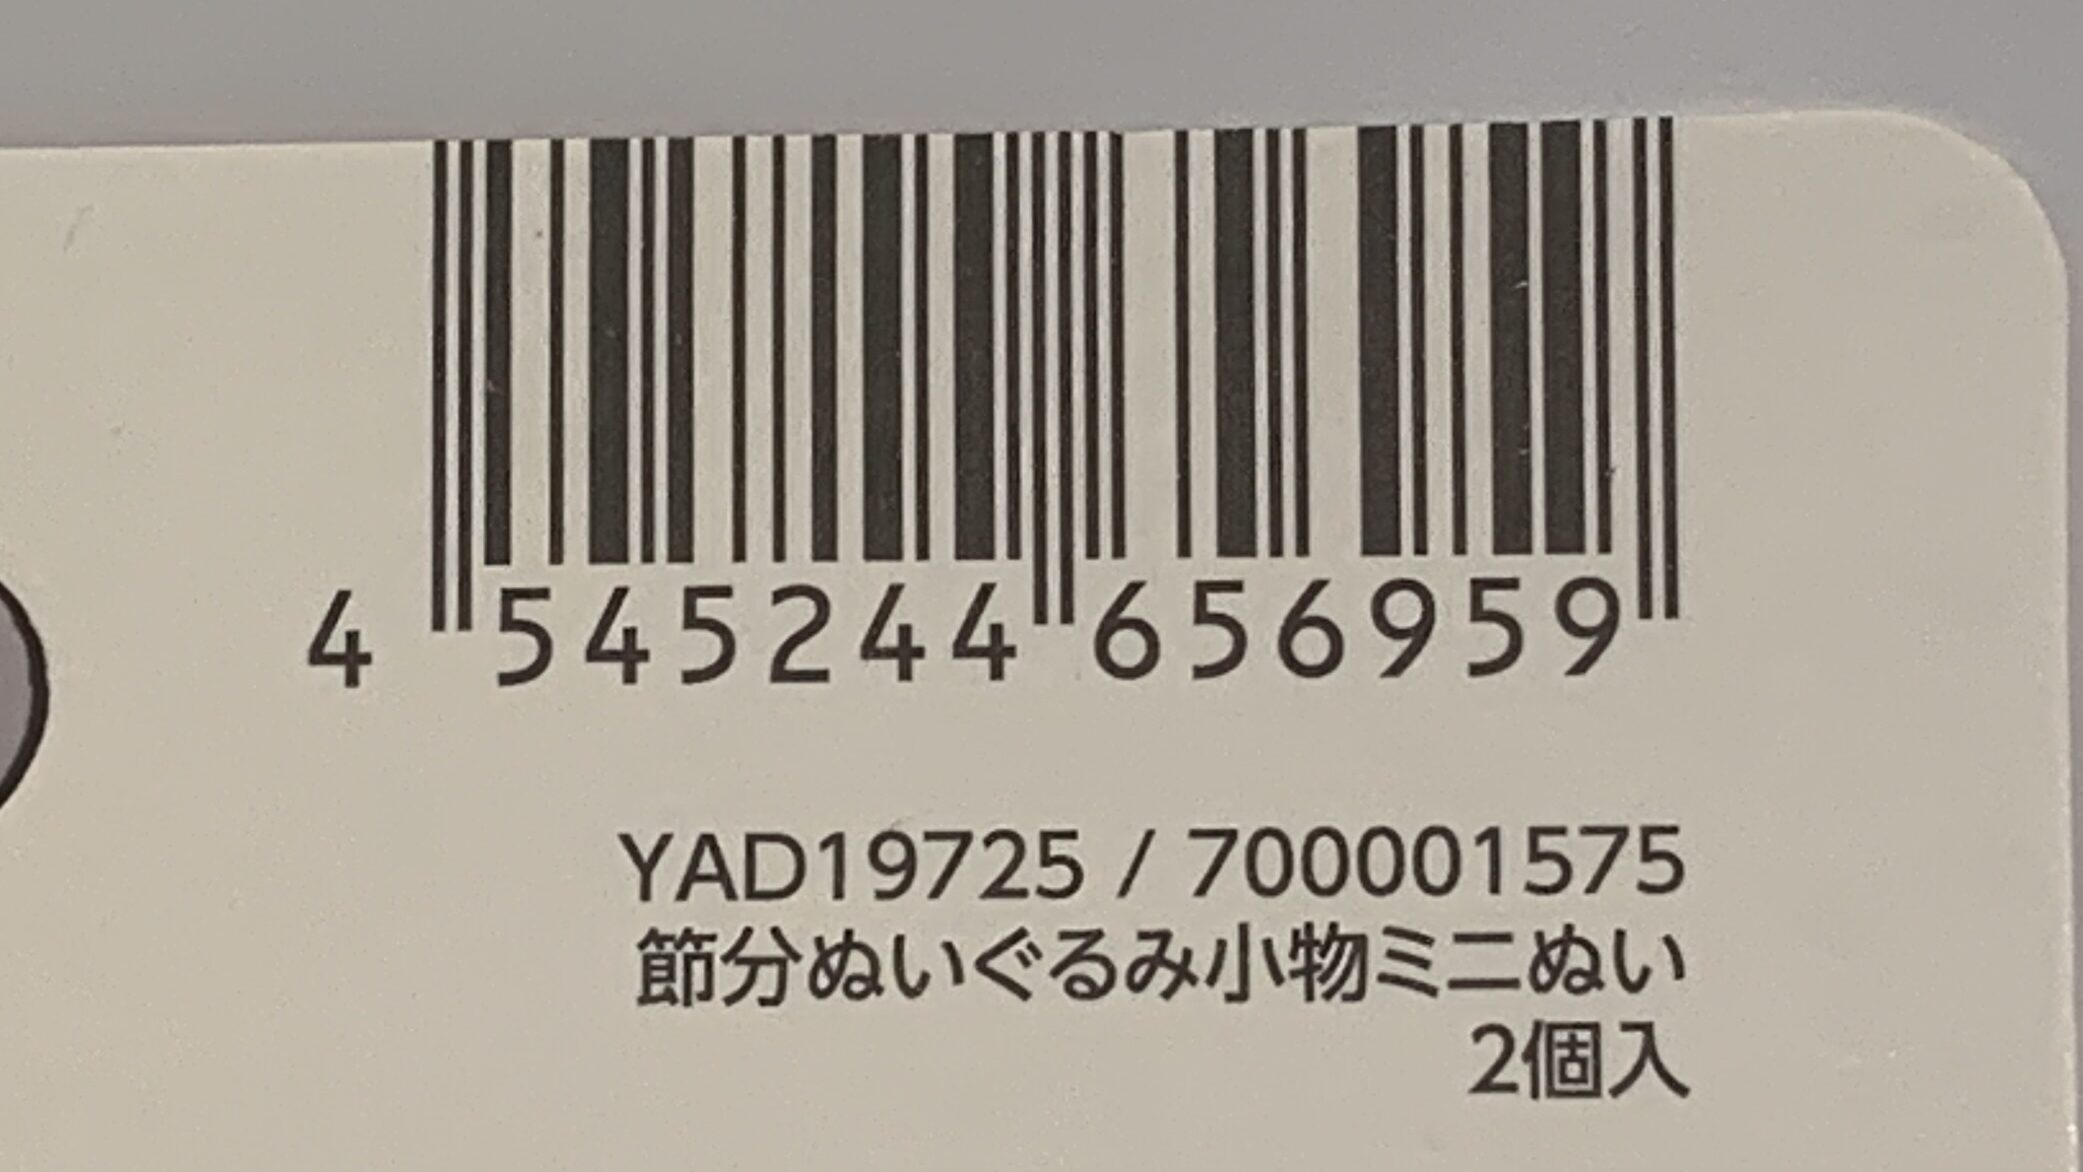 4 545244 656959
YAD19725 / 700001575
節分ぬいぐるみ小物ミニぬい
2個入